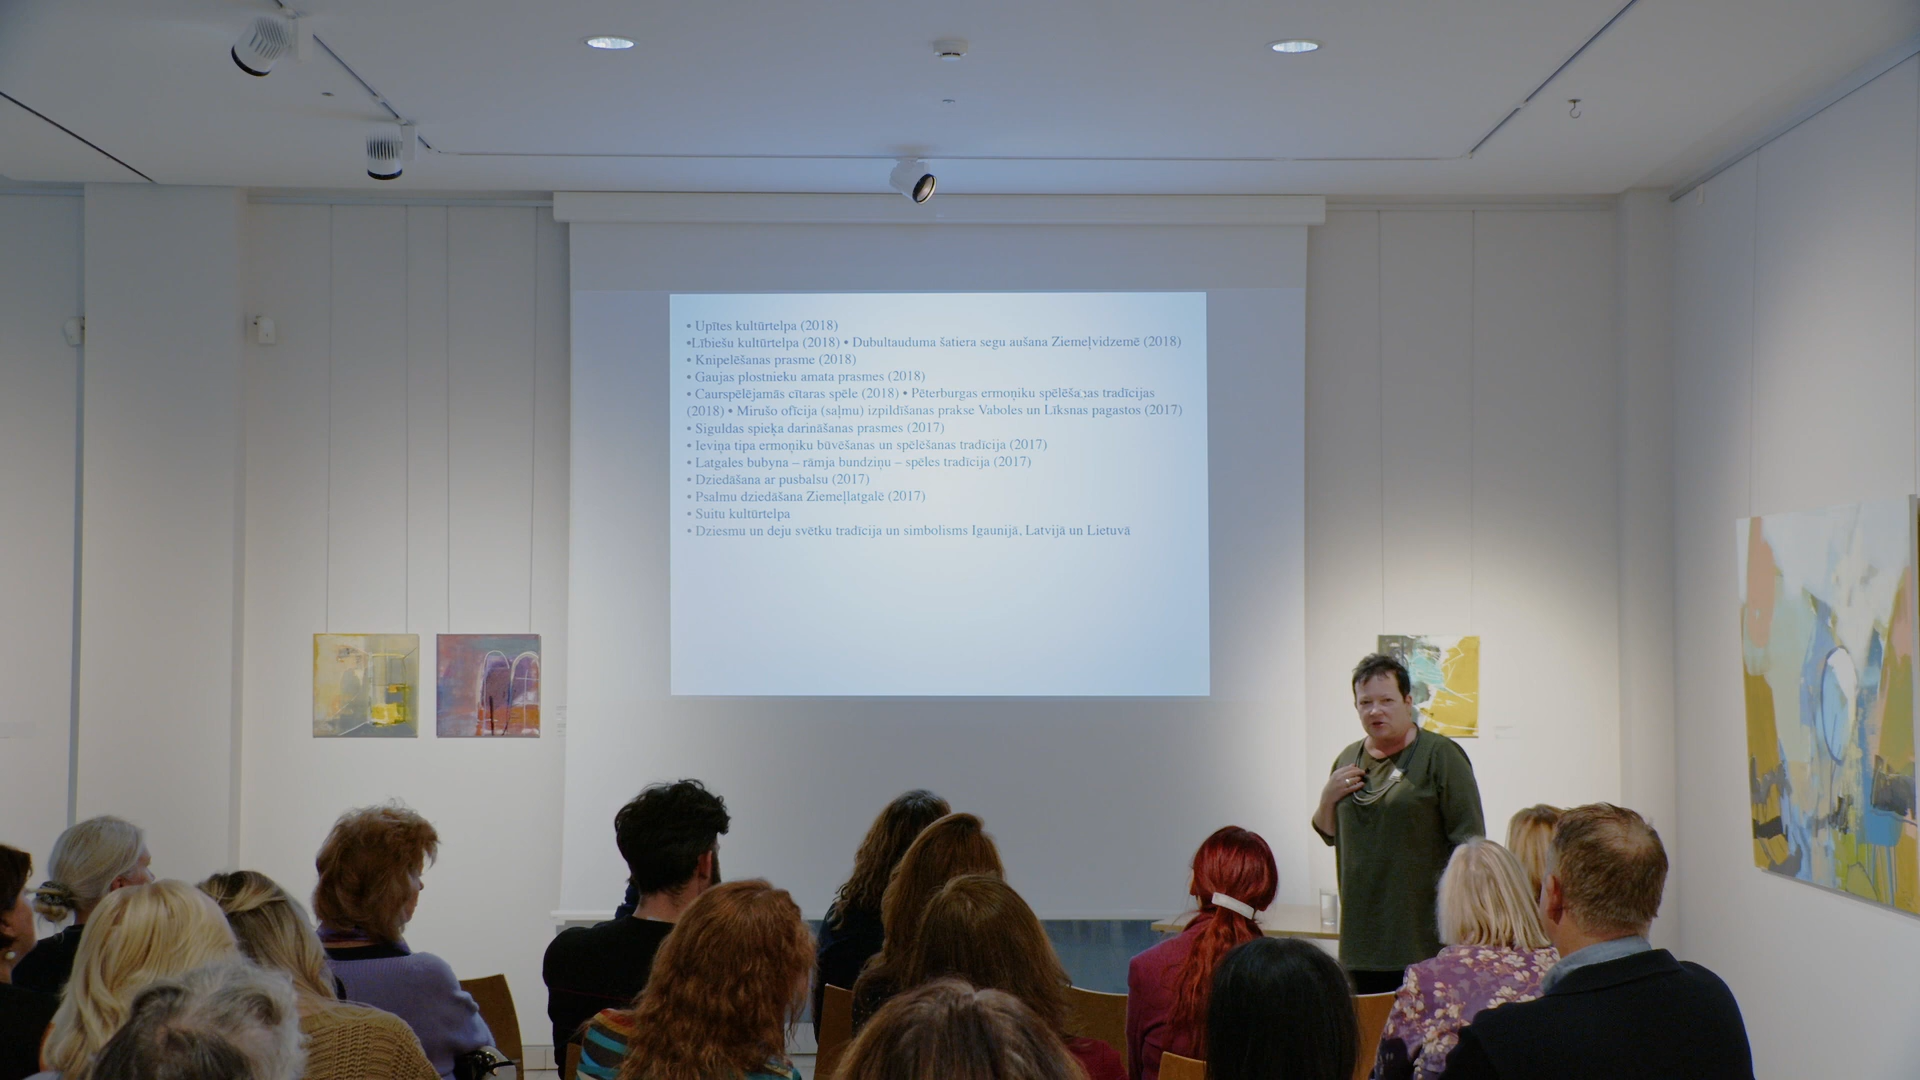 • Upītes kultūrtelpa (2018)
•Lībiešu kultūrtelpa (2018) • Dubultauduma šatiera segu aušana Ziemeļvidzemē (2018)
• Knipelēšanas prasme (2018)
• Gaujas plostnieku amata prasmes (2018)
• Caurspēlējamās cītaras spēle (2018) • Pēterburgas ermoņiku spēlēšanas tradīcijas
(2018) • Mirušo ofīcija (saļmu) izpildīšanas prakse Vaboles un Līksnas pagastos (2017)
• Siguldas spieķa darināšanas prasmes (2017)
• Ieviņa tipa ermoņiku būvēšanas un spēlēšanas tradīcija (2017)
• Latgales bubyna – rāmja bundziņu – spēles tradīcija (2017)
• Dziedāšana ar pusbalsu (2017)
• Psalmu dziedāšana Ziemeļlatgalē (2017)
• Suitu kultūrtelpa
• Dziesmu un deju svētku tradīcija un simbolisms Igaunijā, Latvijā un Lietuvā